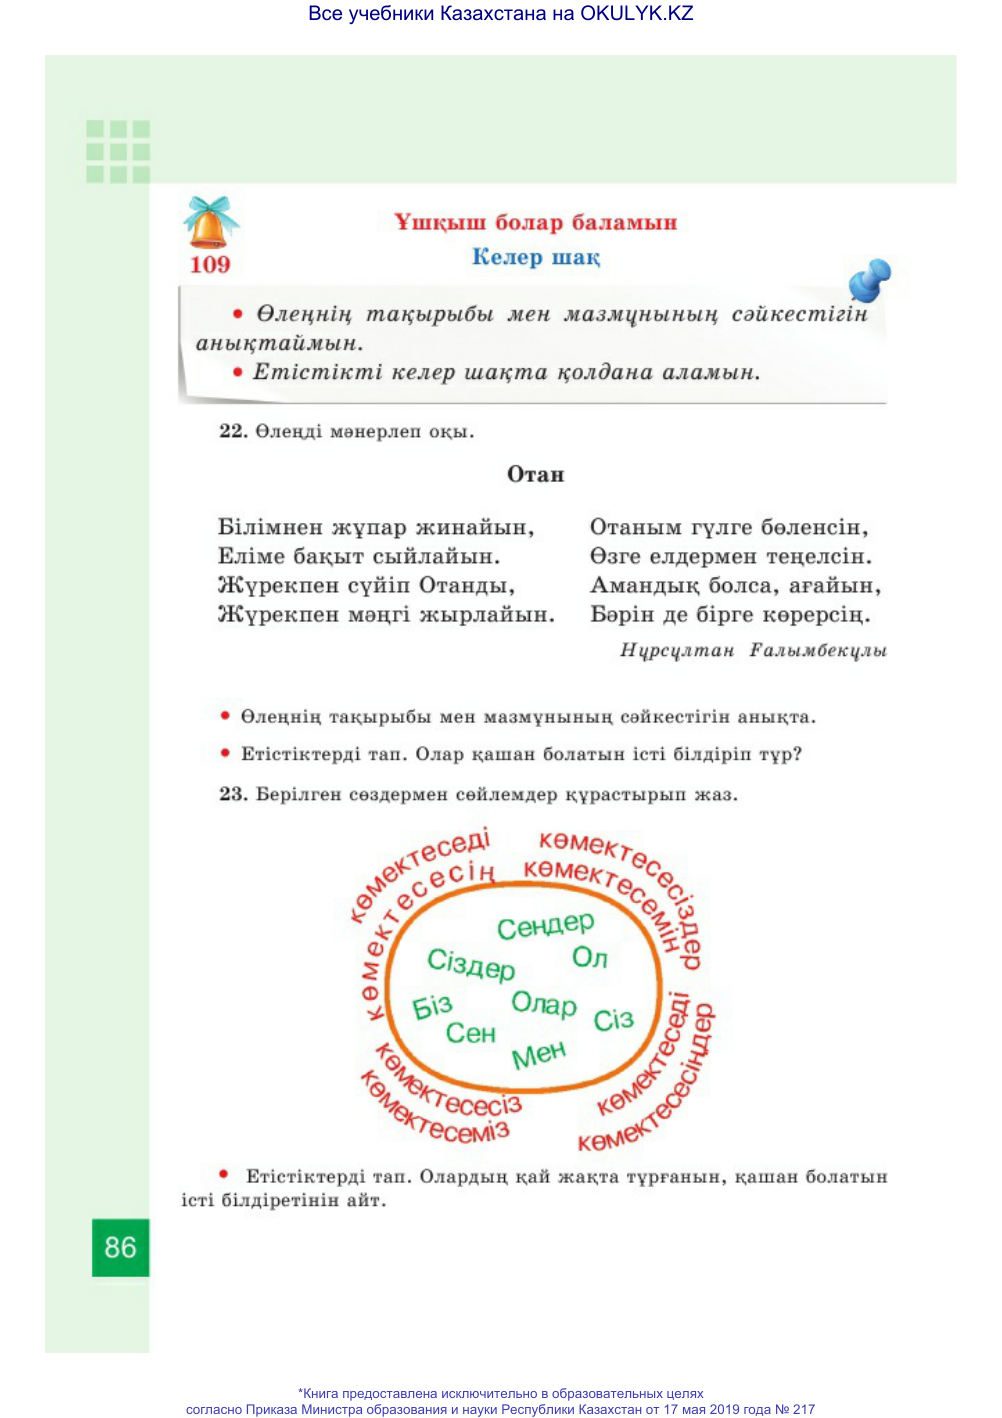 Все учебники Казахстана на OKULYK.KZ
109
Ұшқыш болар баламын
Келер шақ
• Өлеңнің тақырыбы мен мазмұнының сәйкестігін
анықтаймын.
• Етістікті келер шақта қолдана аламын.
22. Өлеңді мәнерлеп оқы.
Отан
Білімнен жұпар жинайын,
Еліме бақыт сыйлайын.
Жүрекпен сүйіп Отанды,
Жүрекпен мәңгі жырлайын.
Отаным гүлге бөленсін,
Өзге елдермен теңелсін.
Амандық болса, ағайын,
Бәрін де бірге көрерсің.
Нұрсұлтан Ғалымбекұлы
• Өлеңнің тақырыбы мен мазмұнының сәйкестігін анықта.
• Етістіктерді тап. Олар қашан болатын істі білдіріп тұр?
23. Берілген сөздермен сөйлемдер құрастырып жаз.
көмектеседі
көмектесесіздер
көмектесесің
көмектесемін
Сендер
Сіздер
Ол
Біз
Олар
Сіз
Сен
Мен
көмектесесіз
көмектесеміз
көмектеседі
көмектесесіңдер
• Етістіктерді тап. Олардың қай жақта тұрғанын, қашан болатын
істі білдіретінін айт.
86
*Книга предоставлена исключительно в образовательных целях
согласно Приказа Министра образования и науки Республики Казахстан от 17 мая 2019 года № 217